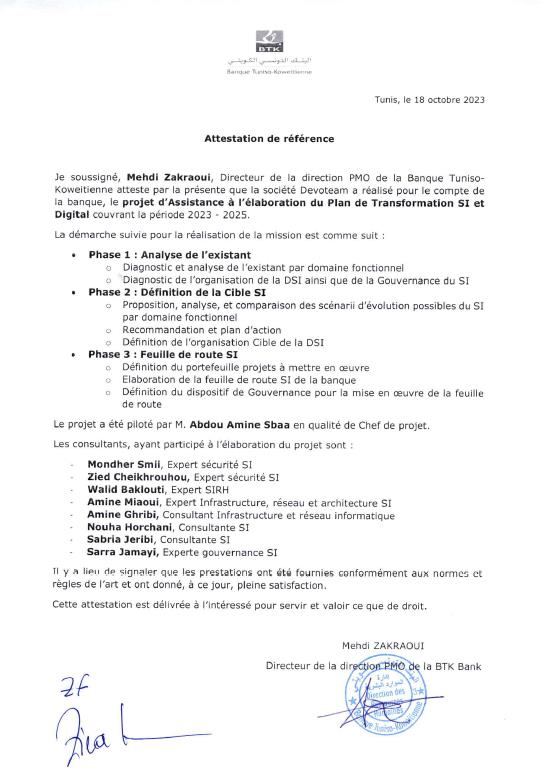 BTK
البنك التونسي الكويتي
Banque Tuniso-Koweitienne
Tunis, le 18 octobre 2023
Attestation de référence
Je soussigné, Mehdi Zakraoui, Directeur de la direction PMO de la Banque Tuniso-
Koweitienne atteste par la présente que la société Devoteam a réalisé pour le compte de
la banque, le projet d'Assistance à l'élaboration du Plan de Transformation SI et
Digital couvrant la période 2023 - 2025.
La démarche suivie pour la réalisation de la mission est comme suit :
• Phase 1 : Analyse de l'existant
o Diagnostic et analyse de l'existant par domaine fonctionnel
o Diagnostic de l'organisation de la DSI ainsi que de la Gouvernance du SI
• Phase 2 : Définition de la Cible SI
o Proposition, analyse, et comparaison des scénarii d'évolution possibles du SI
par domaine fonctionnel
o Recommandation et plan d'action
o Définition de l'organisation Cible de la DSI
• Phase 3 : Feuille de route SI
o Définition du portefeuille projets à mettre en œuvre
o Elaboration de la feuille de route SI de la banque
o Définition du dispositif de Gouvernance pour la mise en œuvre de la feuille
de route
Le projet a été piloté par M. Abdou Amine Sbaa en qualité de Chef de projet.
Les consultants, ayant participé à l'élaboration du projet sont :
- Mondher Smii, Expert sécurité SI
- Zied Cheikhrouhou, Expert sécurité SI
- Walid Baklouti, Expert SIRH
- Amine Miaoui, Expert Infrastructure, réseau et architecture SI
- Amine Ghribi, Consultant Infrastructure et réseau informatique
- Nouha Horchani, Consultante SI
- Sabria Jeribi, Consultante SI
- Sarra Jamayi, Experte gouvernance SI
Il y a lieu de signaler que les prestations ont été fournies conformément aux normes et
règles de l'art et ont donné, à ce jour, pleine satisfaction.
Cette attestation est délivrée à l'intéressé pour servir et valoir ce que de droit.
Mehdi ZAKRAOUI
Directeur de la direction PMO de la BTK Bank
Direction des
Humaines